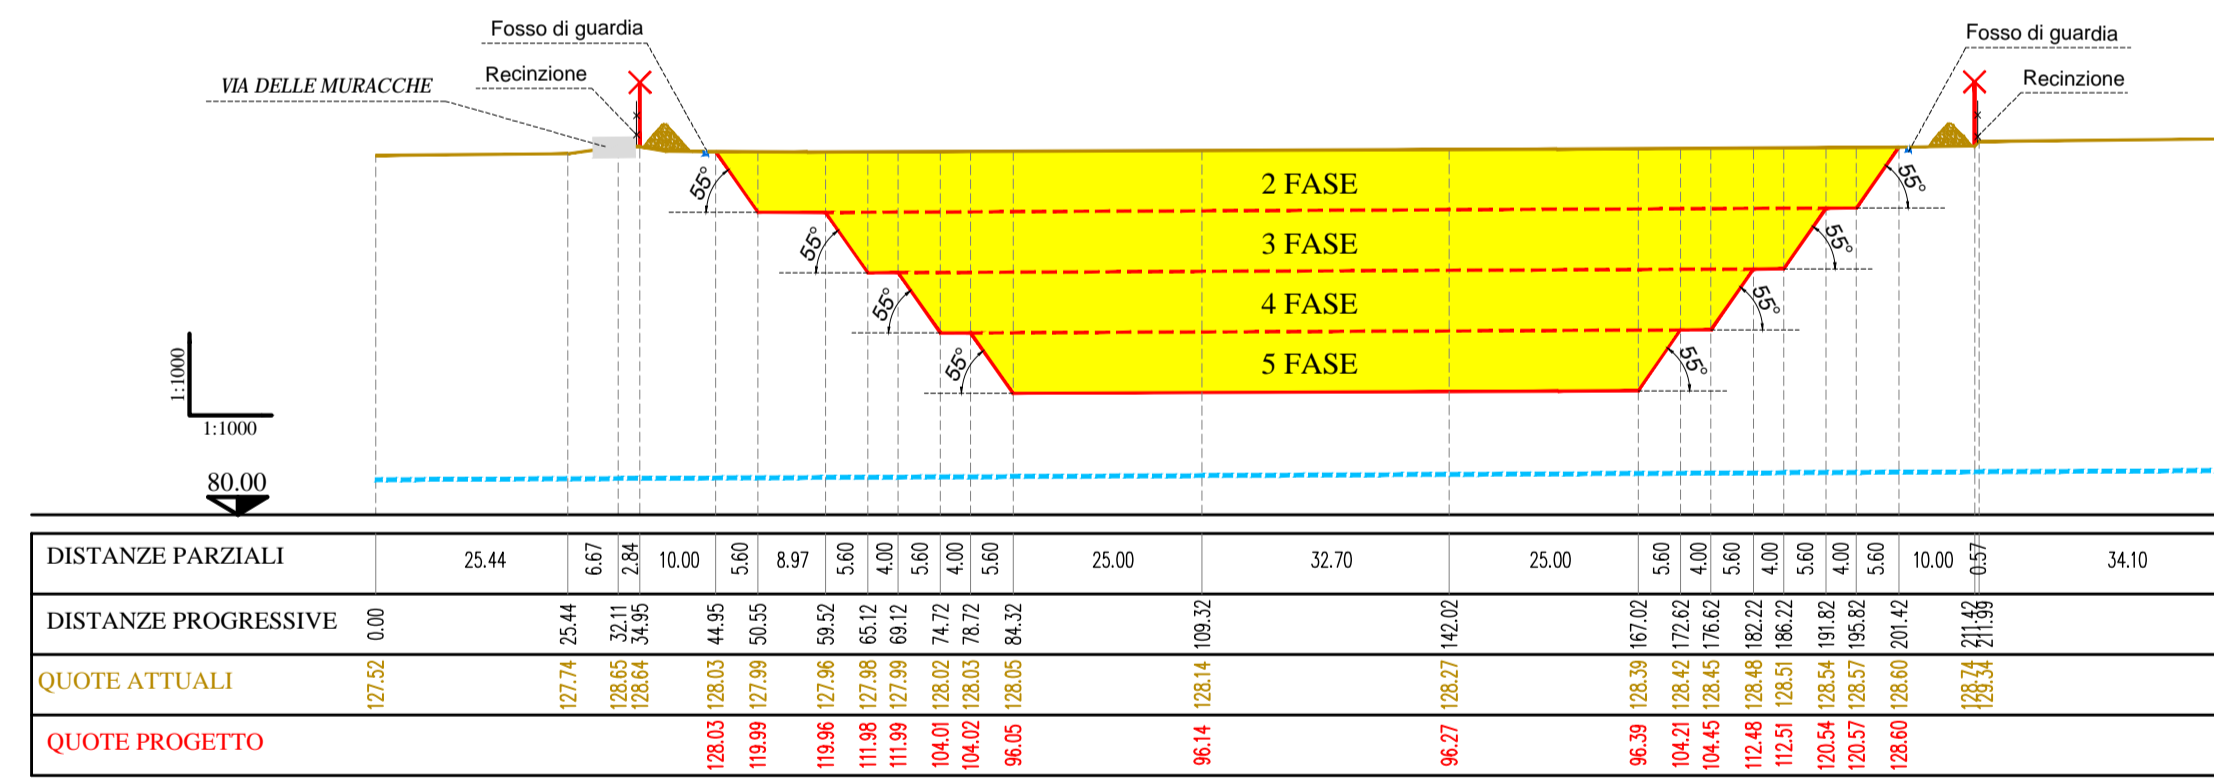 Fosso di guardia
Fosso di guardia
Recinzione
Recinzione
VIA DELLE MURACCHE
2 FASE
3 FASE
4 FASE
5 FASE
55°
55°
55°
55°
55°
55°
55°
55°
1:1000
1:1000
80.00
DISTANZE PARZIALI 25.44 6.67 2.84 10.00 5.60 8.97 5.60 4.00 5.60 4.00 5.60 25.00 32.70 25.00 5.60 4.00 5.60 4.00 5.60 4.00 5.60 10.00 0.57 34.10
DISTANZE PROGRESSIVE 0.00 25.44 32.11 34.95 44.95 50.55 59.52 65.12 69.12 74.72 78.72 84.32 109.32 142.02 167.02 172.62 176.62 182.22 186.22 191.82 195.82 201.42 211.42 211.99
QUOTE ATTUALI 127.52 127.74 128.65 128.64 128.03 127.99 127.96 127.98 127.99 128.02 128.03 128.05 128.14 128.27 128.39 128.42 128.45 128.48 128.51 128.54 128.57 128.60 128.74 129.34
QUOTE PROGETTO 128.03 119.99 119.96 111.98 111.99 104.01 104.02 96.05 96.14 96.27 96.39 104.21 104.45 112.48 112.51 120.54 120.57 128.60